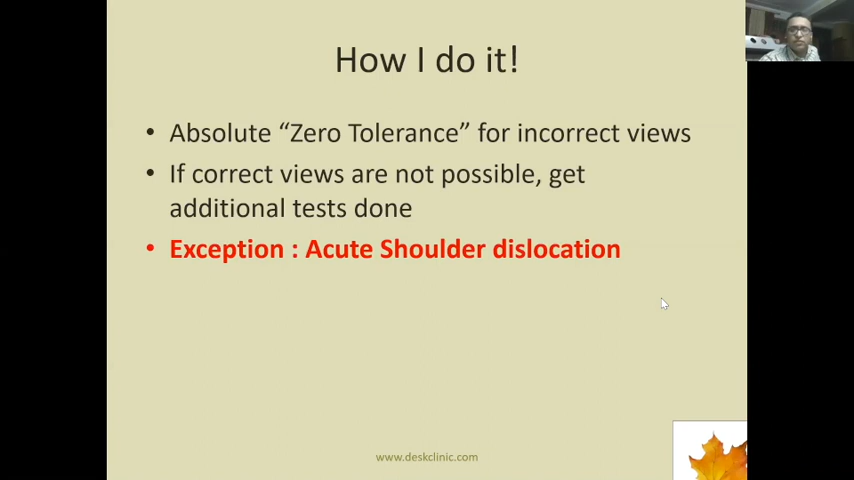 How I do it!
• Absolute “Zero Tolerance” for incorrect views
• If correct views are not possible, get
additional tests done
• Exception : Acute Shoulder dislocation
www.deskclinic.com